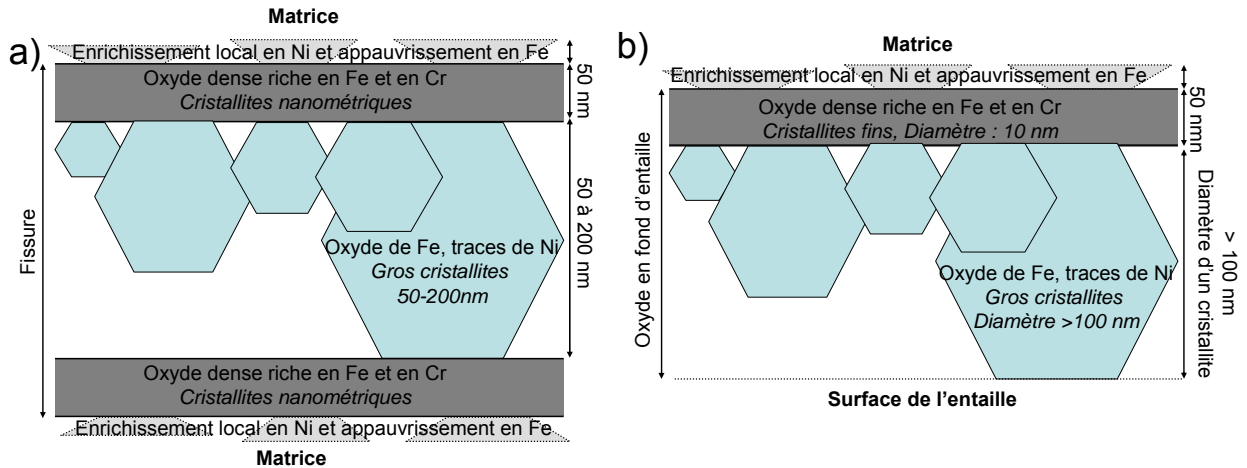 a)
Matrice
Enrichissement local en Ni et appauvrissement en Fe
50 nm
Oxyde dense riche en Fe et en Cr
Cristallites nanométriques
Fissure
50 à 200 nm
Oxyde de Fe, traces de Ni
Gros cristallites
50-200nm
Oxyde dense riche en Fe et en Cr
Cristallites nanométriques
Enrichissement local en Ni et appauvrissement en Fe
Matrice
b)
Matrice
Enrichissement local en Ni et appauvrissement en Fe
50 nmn
Oxyde dense riche en Fe et en Cr
Cristallites fins, Diamètre : 10 nm
Oxyde en fond d'entaille
> 100 nm
Diamètre d'un cristallite
Oxyde de Fe, traces de Ni
Gros cristallites
Diamètre >100 nm
Surface de l'entaille